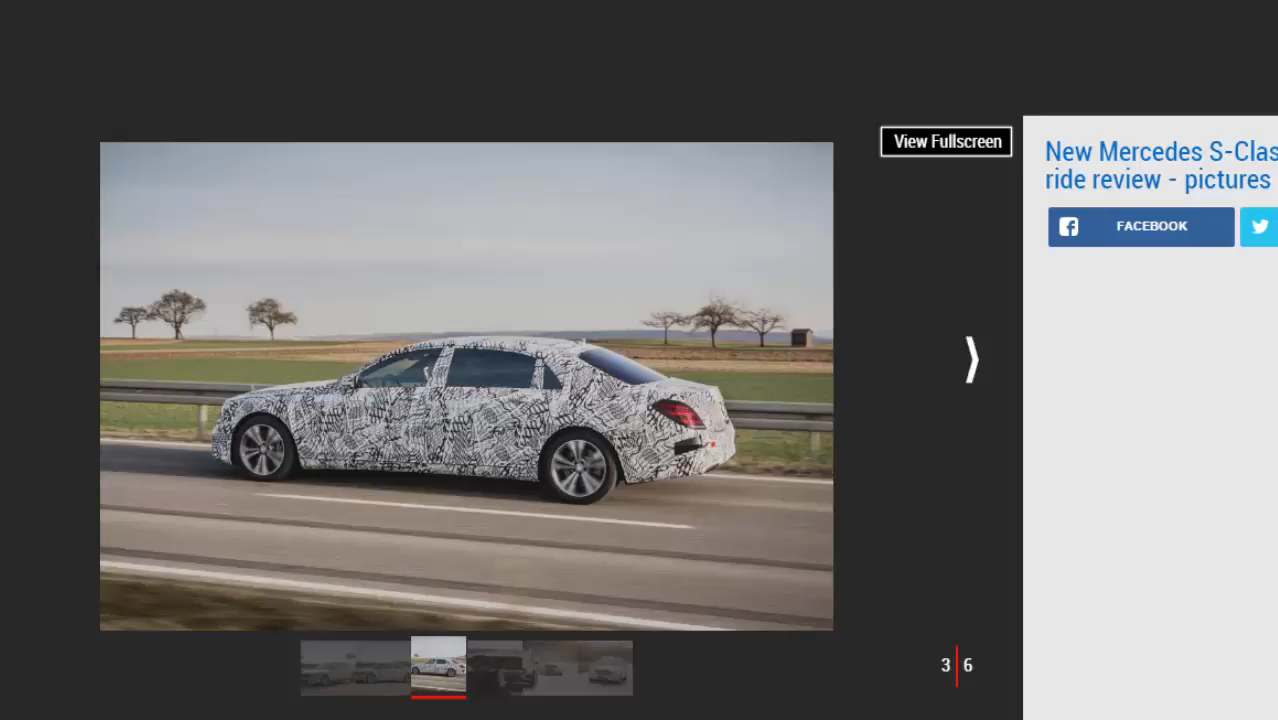 View Fullscreen
New Mercedes S-Clas
ride review - pictures
FACEBOOK
3 6